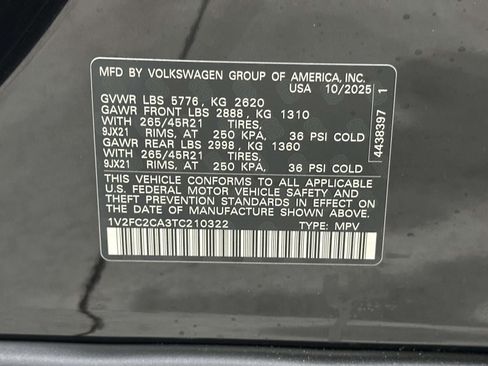 MFD BY VOLKSWAGEN GROUP OF AMERICA, INC.
USA 10/2025
GVWR LBS 5776 , KG 2620
GAWR FRONT LBS 2888 , KG 1310
WITH 265/45R21 TIRES,
9JX21 RIMS, AT 250 KPA, 36 PSI COLD
GAWR REAR LBS 2998 , KG 1360
WITH 265/45R21 TIRES,
9JX21 RIMS, AT 250 KPA, 36 PSI COLD
THIS VEHICLE CONFORMS TO ALL APPLICABLE
U.S. FEDERAL MOTOR VEHICLE SAFETY AND
THEFT PREVENTION STANDARDS IN EFFECT ON
THE DATE OF MANUFACTURE SHOWN ABOVE.
1V2FC2CA3TC210322 TYPE: MPV
4438397 1